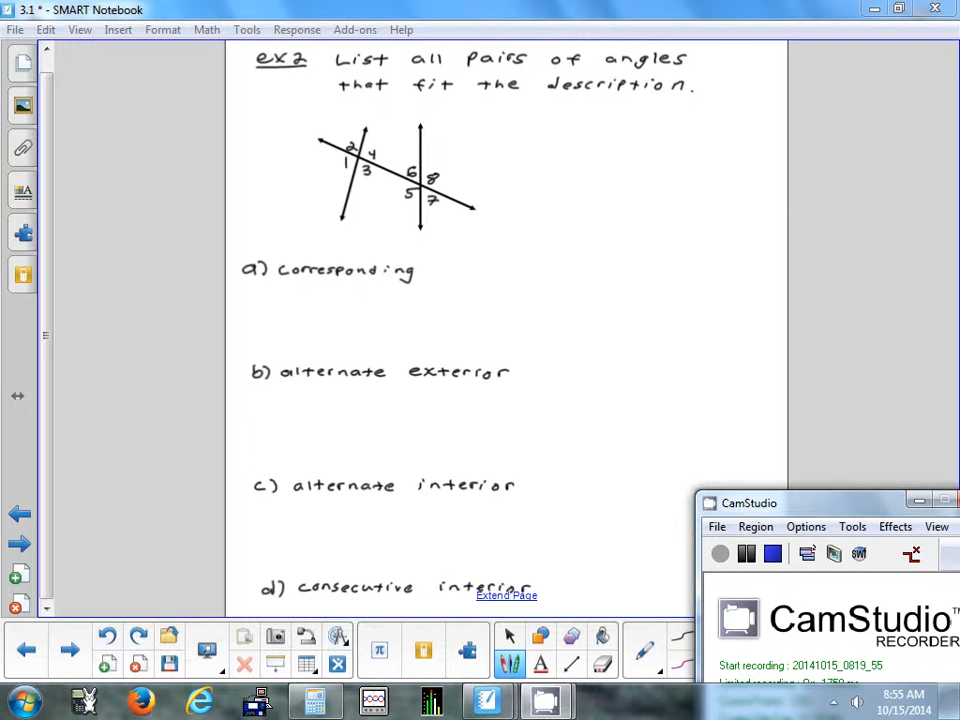 3.1 * - SMART Notebook
File Edit View Insert Format Math Tools Response Add-ons Help
ex2 List all pairs of angles
that fit the description.
2 4
1 3
6 8
5 7
a) corresponding
b) alternate exterior
c) alternate interior
d) consecutive interior
Extend Page
CamStudio
File Region Options Tools Effects View
SWF
CamStudio™
RECORDER
Start recording : 20141015_0819_55
π
A
8:55 AM
10/15/2014